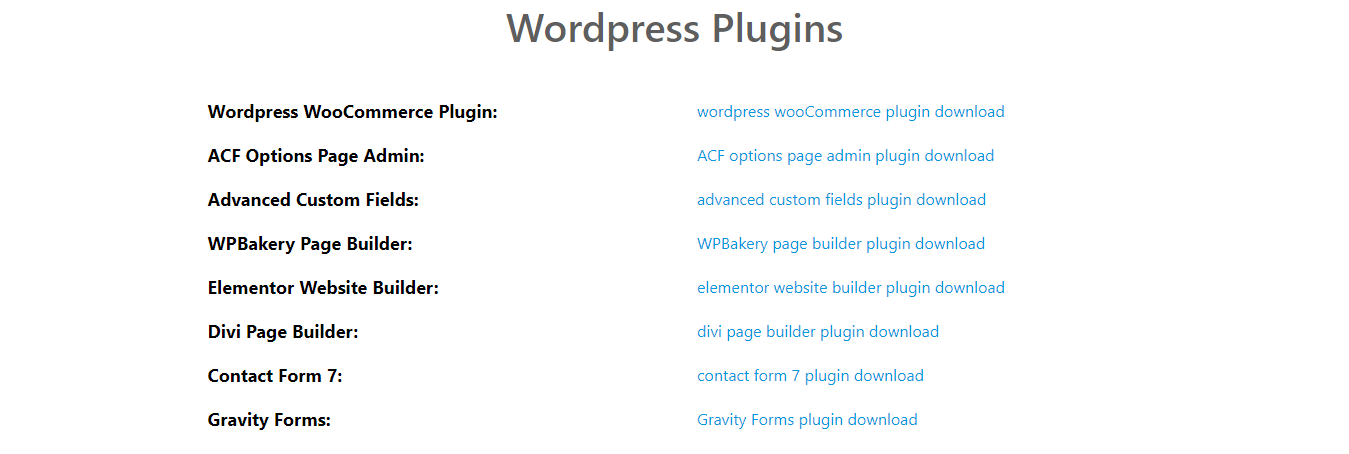 Wordpress Plugins
Wordpress WooCommerce Plugin: wordpress wooCommerce plugin download
ACF Options Page Admin: ACF options page admin plugin download
Advanced Custom Fields: advanced custom fields plugin download
WPBakery Page Builder: WPBakery page builder plugin download
Elementor Website Builder: elementor website builder plugin download
Divi Page Builder: divi page builder plugin download
Contact Form 7: contact form 7 plugin download
Gravity Forms: Gravity Forms plugin download